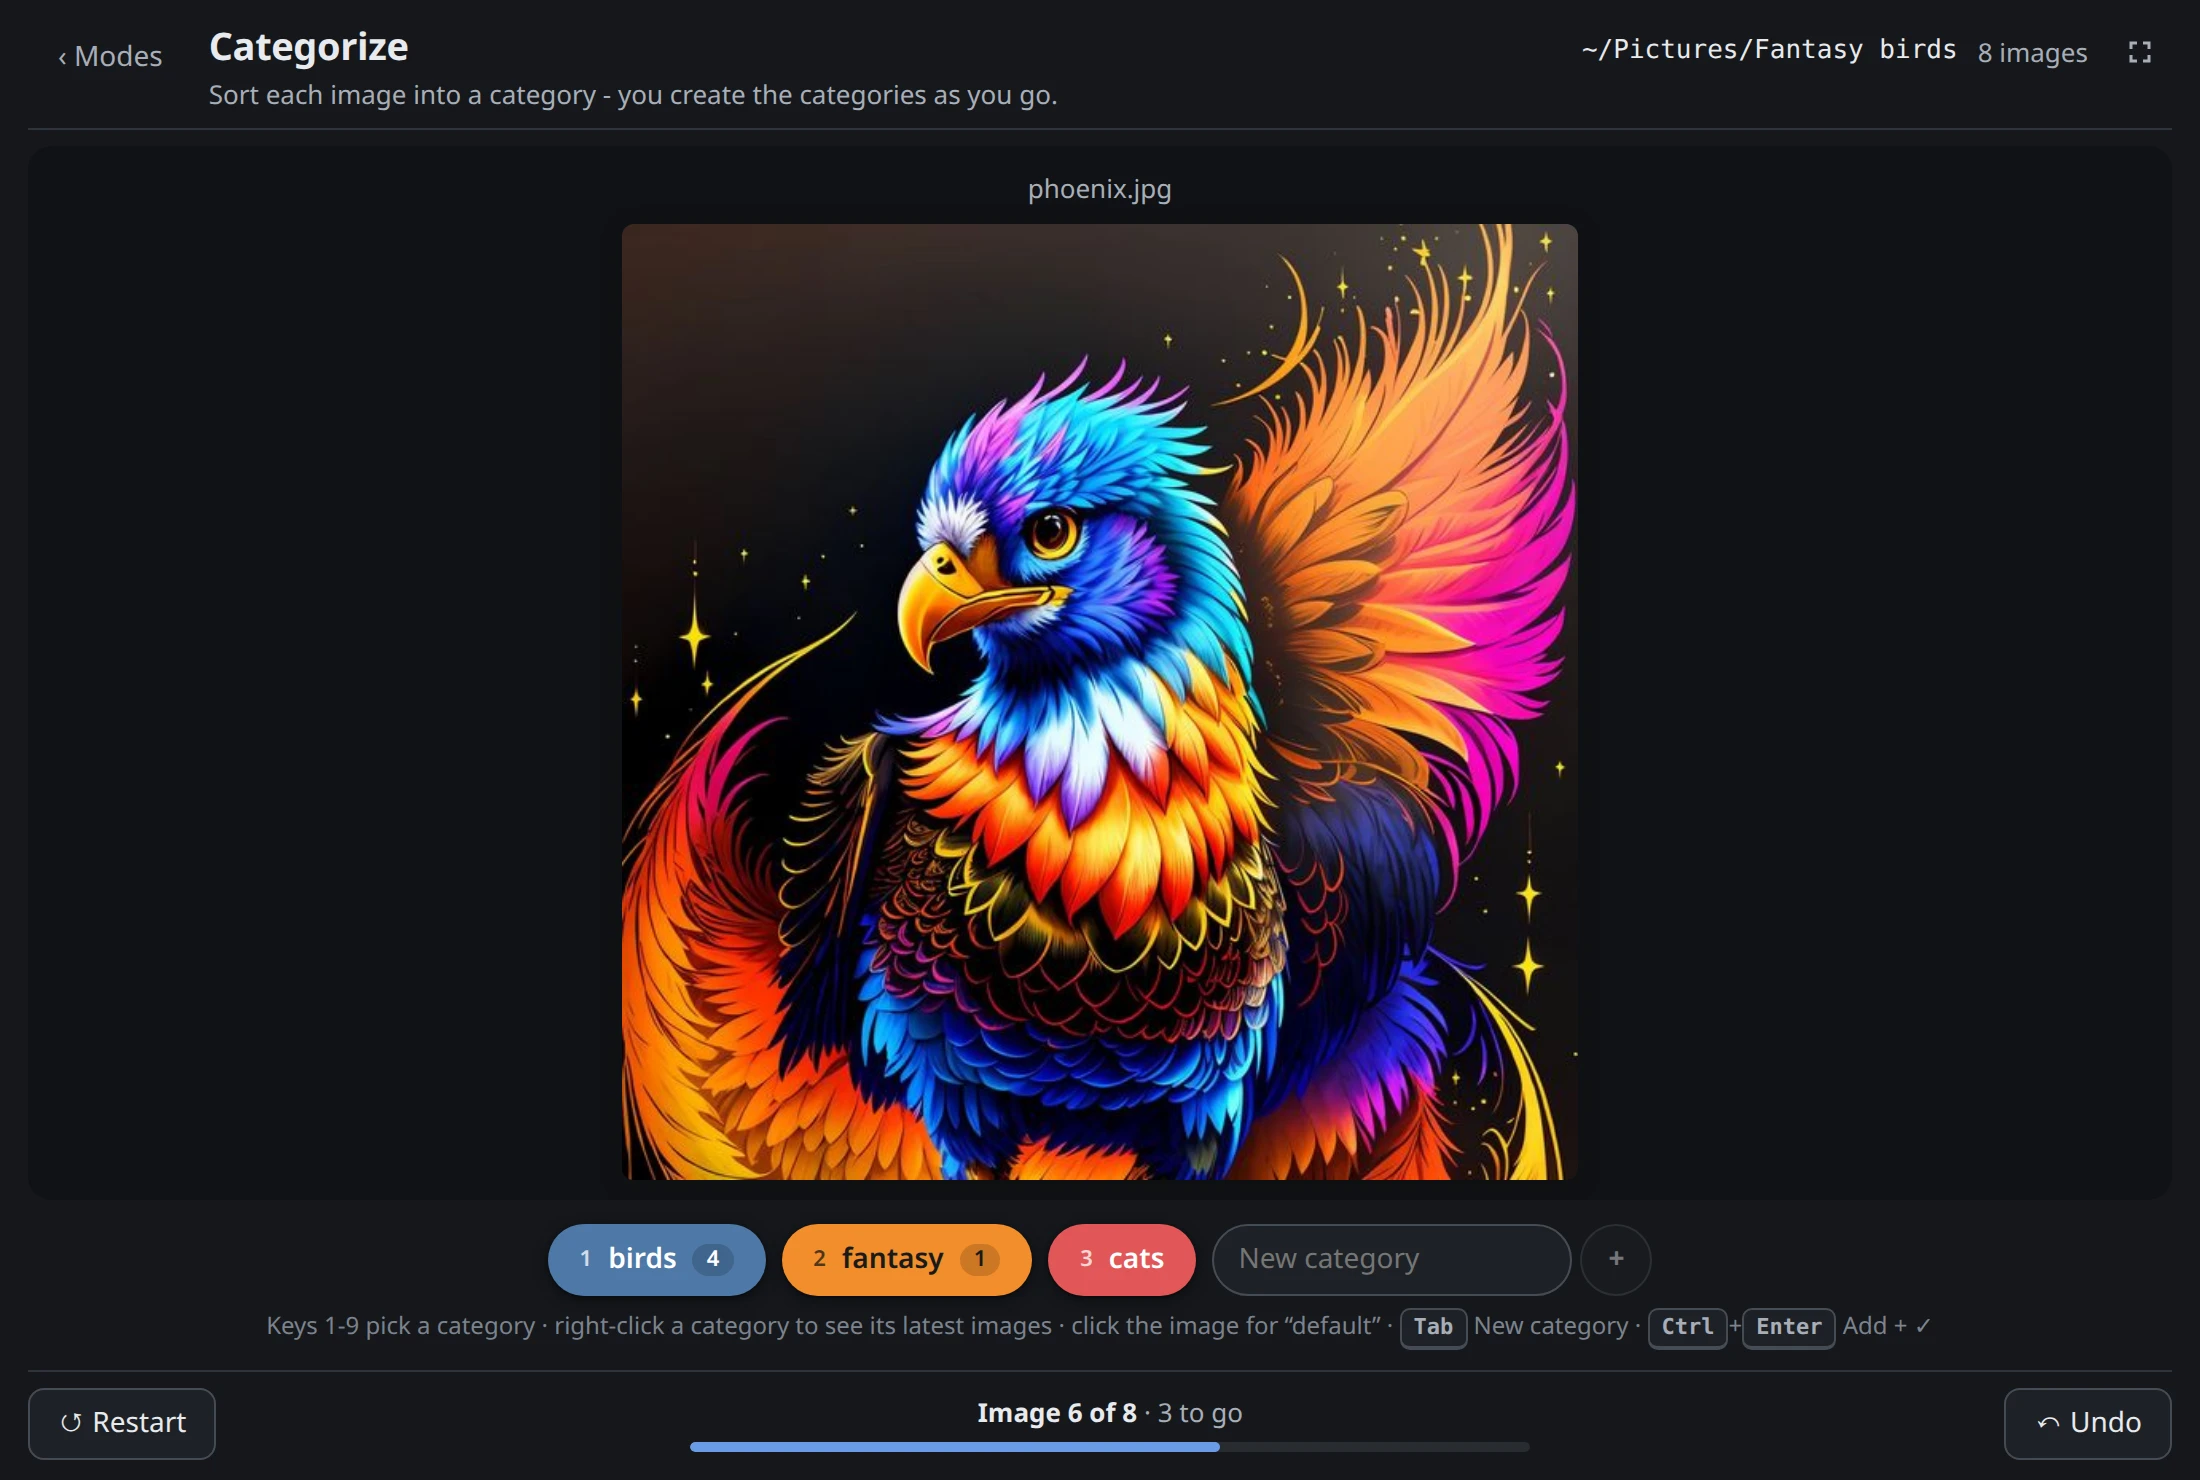 ‹ Modes
Categorize
~/Pictures/Fantasy birds 8 images
Sort each image into a category - you create the categories as you go.
phoenix.jpg
1 birds 4
2 fantasy 1
3 cats
New category
+
Keys 1-9 pick a category · right-click a category to see its latest images · click the image for “default” · Tab New category · Ctrl+Enter Add + ✓
↺ Restart
Image 6 of 8 · 3 to go
↶ Undo